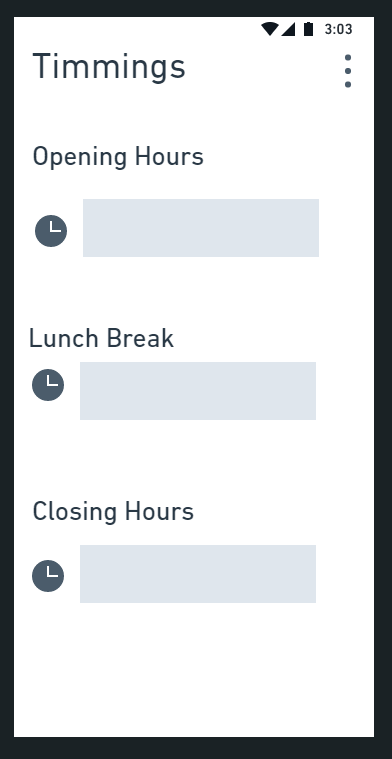 3:03
Timmings
Opening Hours
Lunch Break
Closing Hours